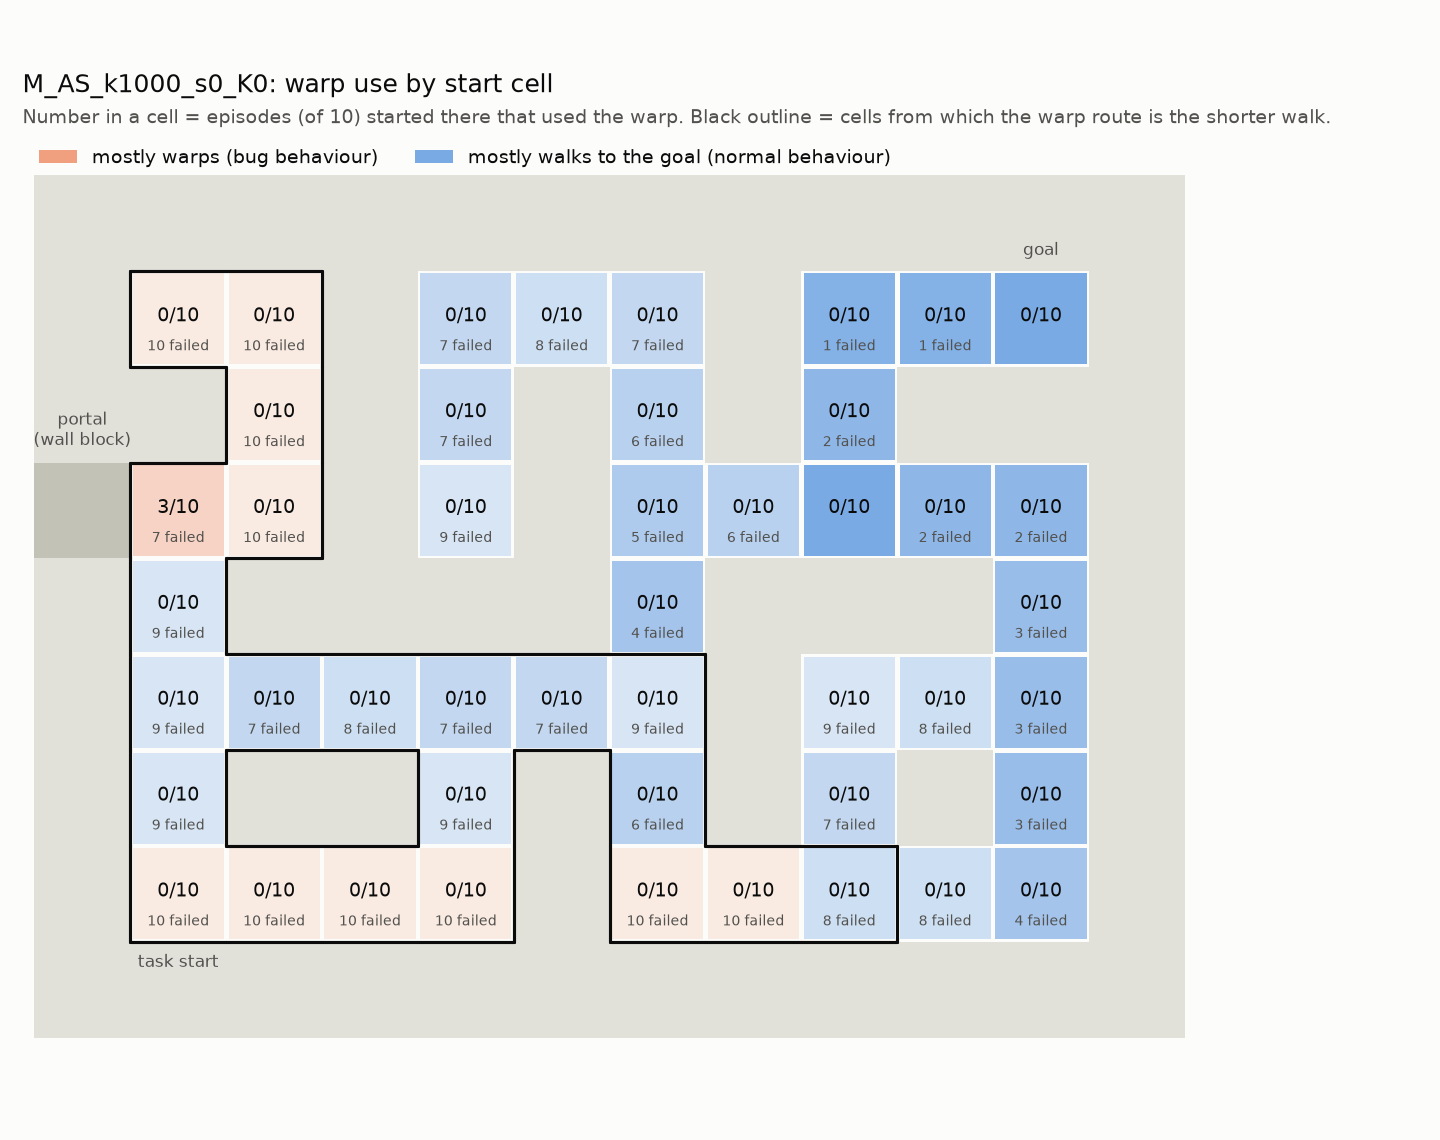 M_AS_k1000_s0_K0: warp use by start cell
Number in a cell = episodes (of 10) started there that used the warp. Black outline = cells from which the warp route is the shorter walk.
mostly warps (bug behaviour) mostly walks to the goal (normal behaviour)
goal
0/10 0/10 0/10 0/10 0/10 0/10 0/10 0/10
10 failed 10 failed 7 failed 8 failed 7 failed 1 failed 1 failed
0/10 0/10 0/10 0/10
portal
(wall block)
10 failed 7 failed 6 failed 2 failed
3/10 0/10 0/10 0/10 0/10 0/10 0/10 0/10
7 failed 10 failed 9 failed 5 failed 6 failed 2 failed 2 failed
0/10 0/10 0/10
9 failed 4 failed 3 failed
0/10 0/10 0/10 0/10 0/10 0/10 0/10 0/10 0/10
9 failed 7 failed 8 failed 7 failed 7 failed 9 failed 9 failed 8 failed 3 failed
0/10 0/10 0/10 0/10 0/10
9 failed 9 failed 6 failed 7 failed 3 failed
0/10 0/10 0/10 0/10 0/10 0/10 0/10 0/10 0/10
10 failed 10 failed 10 failed 10 failed 10 failed 10 failed 8 failed 8 failed 4 failed
task start